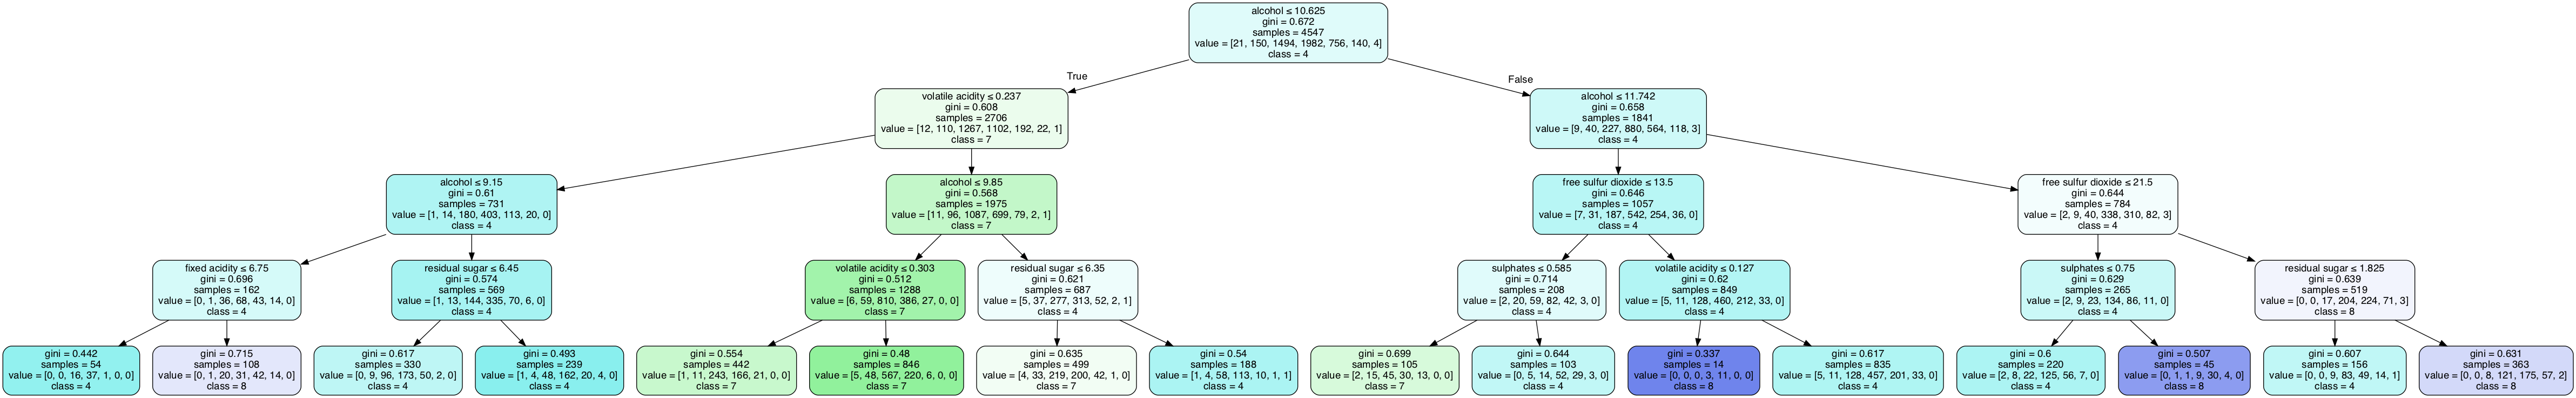 alcohol ≤ 10.625
gini = 0.672
samples = 4547
value = [21, 150, 1494, 1982, 756, 140, 4]
class = 4
True
False
volatile acidity ≤ 0.237
gini = 0.608
samples = 2706
value = [12, 110, 1267, 1102, 192, 22, 1]
class = 7
alcohol ≤ 11.742
gini = 0.658
samples = 1841
value = [9, 40, 227, 880, 564, 118, 3]
class = 4
alcohol ≤ 9.15
gini = 0.61
samples = 731
value = [1, 14, 180, 403, 113, 20, 0]
class = 4
alcohol ≤ 9.85
gini = 0.568
samples = 1975
value = [11, 96, 1087, 699, 79, 2, 1]
class = 7
free sulfur dioxide ≤ 13.5
gini = 0.646
samples = 1057
value = [7, 31, 187, 542, 254, 36, 0]
class = 4
free sulfur dioxide ≤ 21.5
gini = 0.644
samples = 784
value = [2, 9, 40, 338, 310, 82, 3]
class = 4
fixed acidity ≤ 6.75
gini = 0.696
samples = 162
value = [0, 1, 36, 68, 43, 14, 0]
class = 4
residual sugar ≤ 6.45
gini = 0.574
samples = 569
value = [1, 13, 144, 335, 70, 6, 0]
class = 4
volatile acidity ≤ 0.303
gini = 0.512
samples = 1288
value = [6, 59, 810, 386, 27, 0, 0]
class = 7
residual sugar ≤ 6.35
gini = 0.621
samples = 687
value = [5, 37, 277, 313, 52, 2, 1]
class = 4
sulphates ≤ 0.585
gini = 0.714
samples = 208
value = [2, 20, 59, 82, 42, 3, 0]
class = 4
volatile acidity ≤ 0.127
gini = 0.62
samples = 849
value = [5, 11, 128, 460, 212, 33, 0]
class = 4
sulphates ≤ 0.75
gini = 0.629
samples = 265
value = [2, 9, 23, 134, 86, 11, 0]
class = 4
residual sugar ≤ 1.825
gini = 0.639
samples = 519
value = [0, 0, 17, 204, 224, 71, 3]
class = 8
gini = 0.442
samples = 54
value = [0, 0, 16, 37, 1, 0, 0]
class = 4
gini = 0.715
samples = 108
value = [0, 1, 20, 31, 42, 14, 0]
class = 8
gini = 0.617
samples = 330
value = [0, 9, 96, 173, 50, 2, 0]
class = 4
gini = 0.493
samples = 239
value = [1, 4, 48, 162, 20, 4, 0]
class = 4
gini = 0.554
samples = 442
value = [1, 11, 243, 166, 21, 0, 0]
class = 7
gini = 0.48
samples = 846
value = [5, 48, 567, 220, 6, 0, 0]
class = 7
gini = 0.635
samples = 499
value = [4, 33, 219, 200, 42, 1, 0]
class = 7
gini = 0.54
samples = 188
value = [1, 4, 58, 113, 10, 1, 1]
class = 4
gini = 0.699
samples = 105
value = [2, 15, 45, 30, 13, 0, 0]
class = 7
gini = 0.644
samples = 103
value = [0, 5, 14, 52, 29, 3, 0]
class = 4
gini = 0.337
samples = 14
value = [0, 0, 0, 3, 11, 0, 0]
class = 8
gini = 0.617
samples = 835
value = [5, 11, 128, 457, 201, 33, 0]
class = 4
gini = 0.6
samples = 220
value = [2, 8, 22, 125, 56, 7, 0]
class = 4
gini = 0.507
samples = 45
value = [0, 1, 1, 9, 30, 4, 0]
class = 8
gini = 0.607
samples = 156
value = [0, 0, 9, 83, 49, 14, 1]
class = 4
gini = 0.631
samples = 363
value = [0, 0, 8, 121, 175, 57, 2]
class = 8